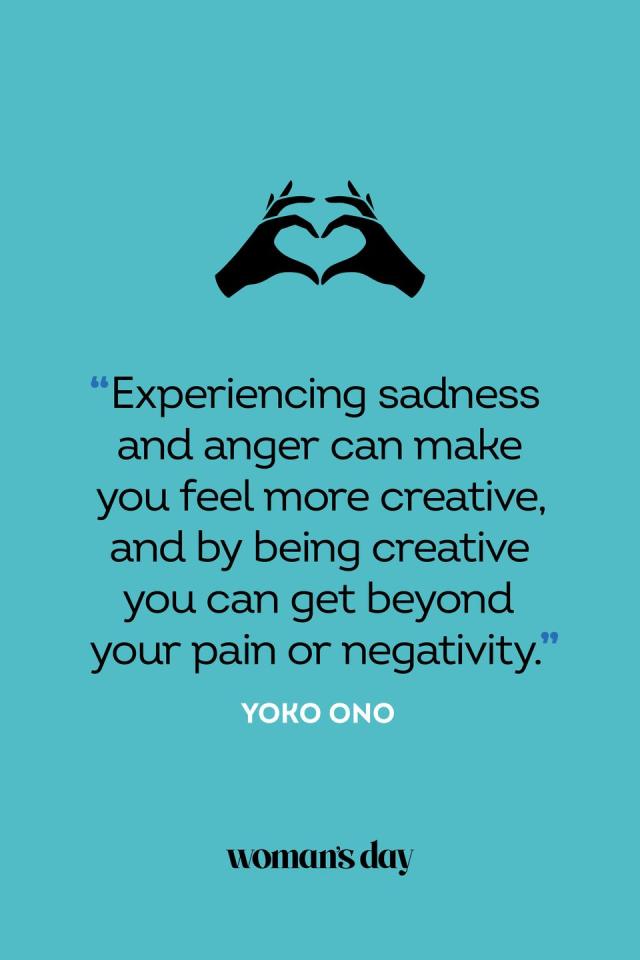 “Experiencing sadness
and anger can make
you feel more creative,
and by being creative
you can get beyond
your pain or negativity.”
YOKO ONO
woman's day